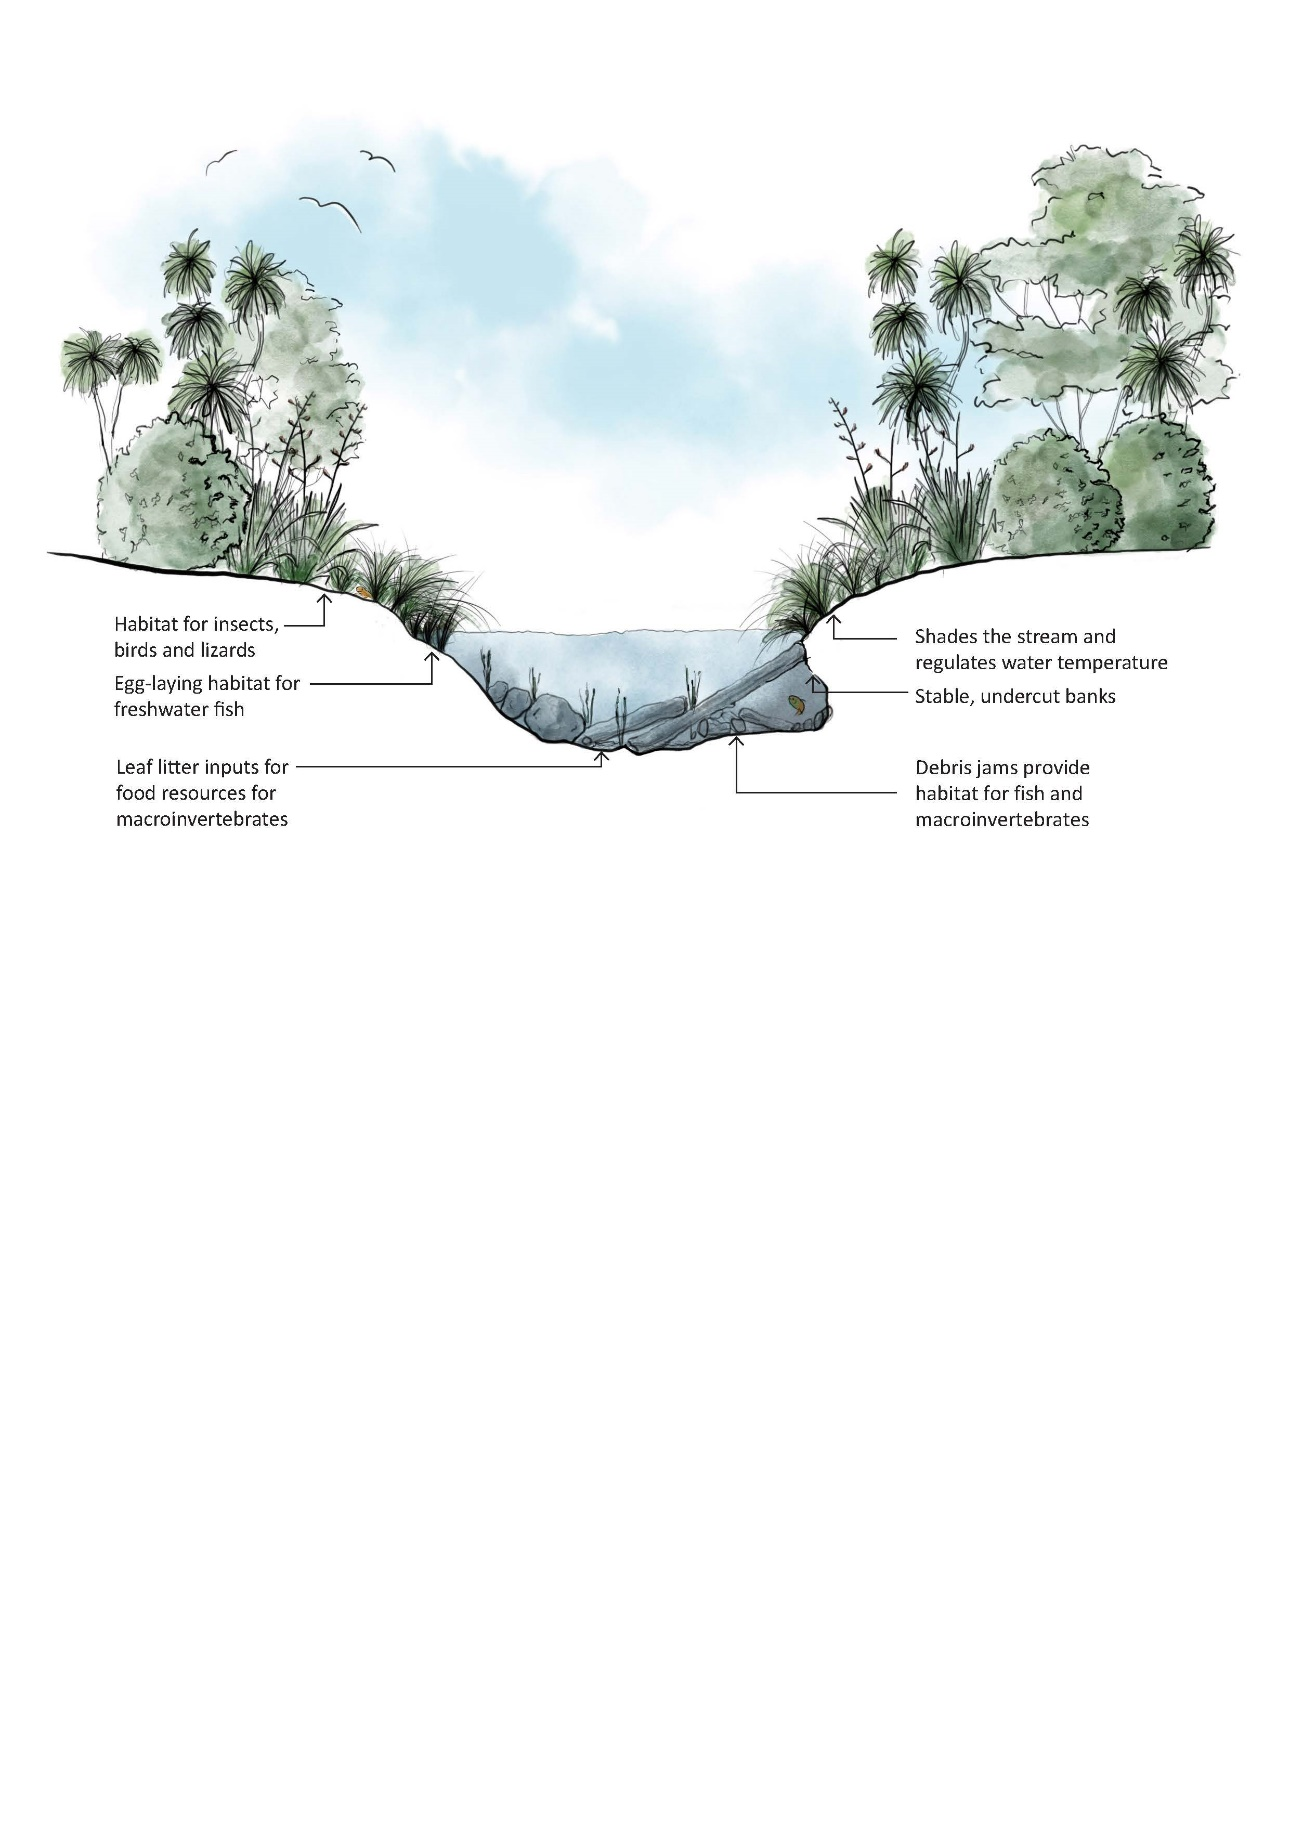 Habitat for insects,
birds and lizards
Egg-laying habitat for
freshwater fish
Leaf litter inputs for
food resources for
macroinvertebrates
Shades the stream and
regulates water temperature
Stable, undercut banks
Debris jams provide
habitat for fish and
macroinvertebrates